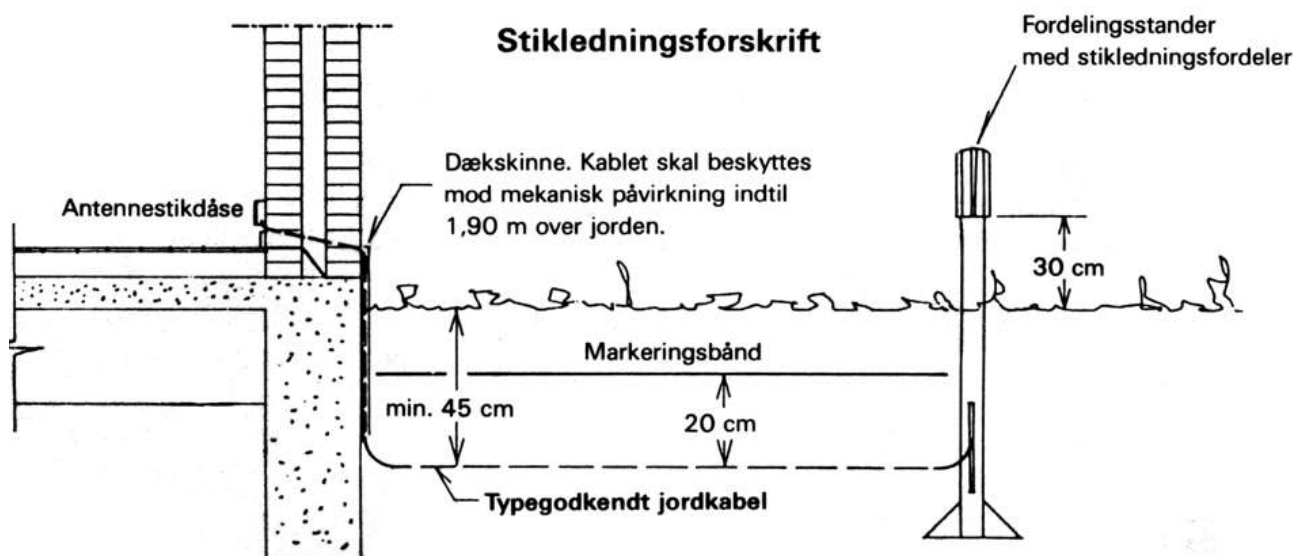 Stikledningsforskrift
Fordelingsstander
med stikledningsfordeler
Dækskinne. Kablet skal beskyttes
mod mekanisk påvirkning indtil
1,90 m over jorden.
Antennestikdåse
30 cm
Markeringsbånd
min. 45 cm
20 cm
Typegodkendt jordkabel